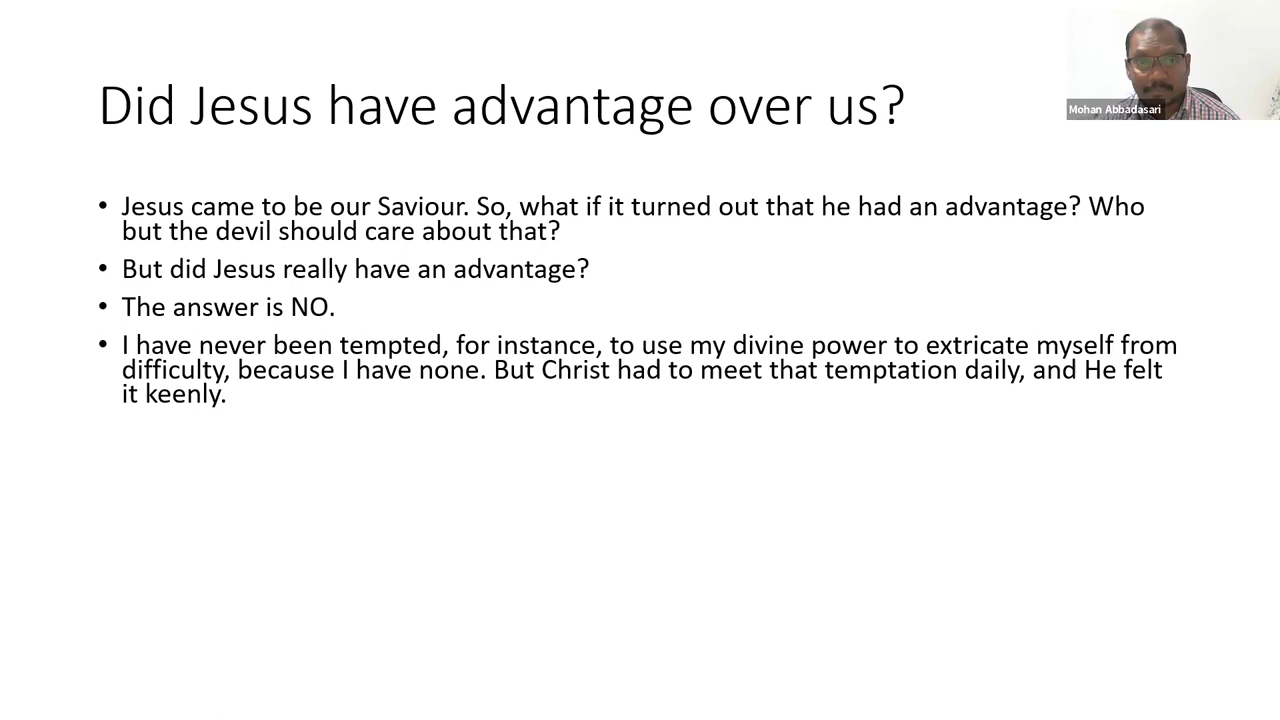 Did Jesus have advantage over us?
Mohan Abbadasari
• Jesus came to be our Saviour. So, what if it turned out that he had an advantage? Who
but the devil should care about that?
• But did Jesus really have an advantage?
• The answer is NO.
• I have never been tempted, for instance, to use my divine power to extricate myself from
difficulty, because I have none. But Christ had to meet that temptation daily, and He felt
it keenly.